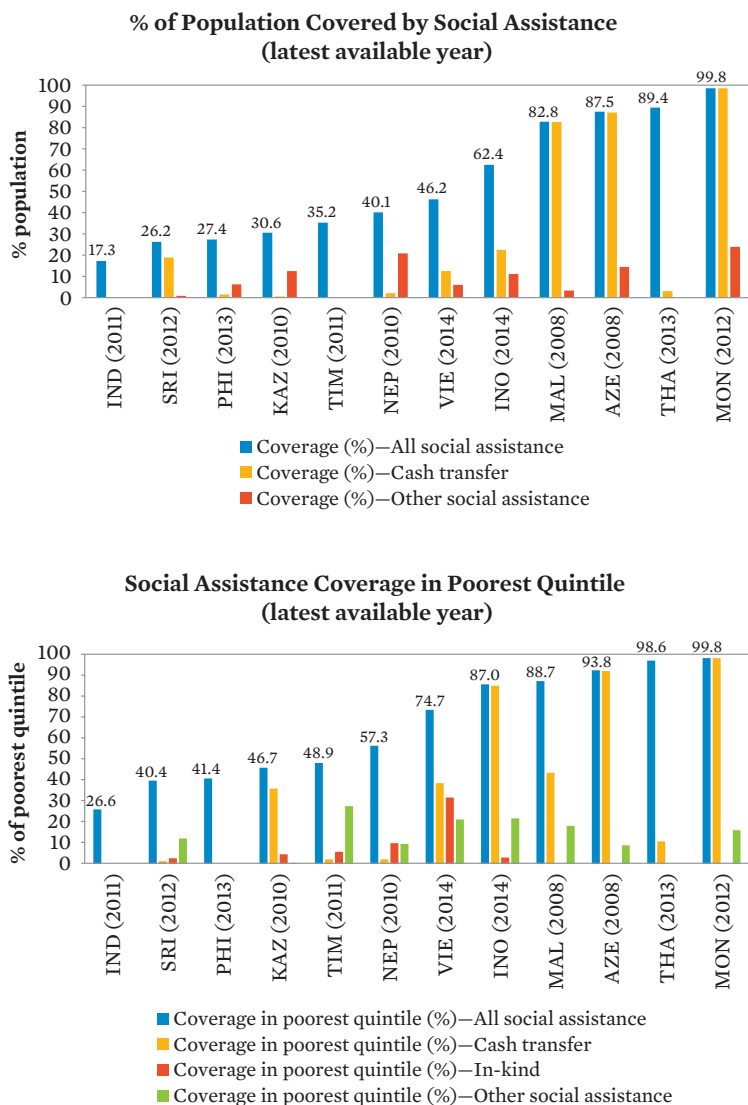 % of Population Covered by Social Assistance
(latest available year)
% population
100
90
80
70
60
50
40
30
20
10
0
17.3
26.2
27.4
30.6
35.2
40.1
46.2
62.4
82.8
87.5
89.4
99.8
IND (2011)
SRI (2012)
PHI (2013)
KAZ (2010)
TIM (2011)
NEP (2010)
VIE (2014)
INO (2014)
MAL (2008)
AZE (2008)
THA (2013)
MON (2012)
Coverage (%)—All social assistance
Coverage (%)—Cash transfer
Coverage (%)—Other social assistance
Social Assistance Coverage in Poorest Quintile
(latest available year)
% of poorest quintile
100
90
80
70
60
50
40
30
20
10
0
26.6
40.4
41.4
46.7
48.9
57.3
74.7
87.0
88.7
93.8
98.6
99.8
IND (2011)
SRI (2012)
PHI (2013)
KAZ (2010)
TIM (2011)
NEP (2010)
VIE (2014)
INO (2014)
MAL (2008)
AZE (2008)
THA (2013)
MON (2012)
Coverage in poorest quintile (%)—All social assistance
Coverage in poorest quintile (%)—Cash transfer
Coverage in poorest quintile (%)—In-kind
Coverage in poorest quintile (%)—Other social assistance